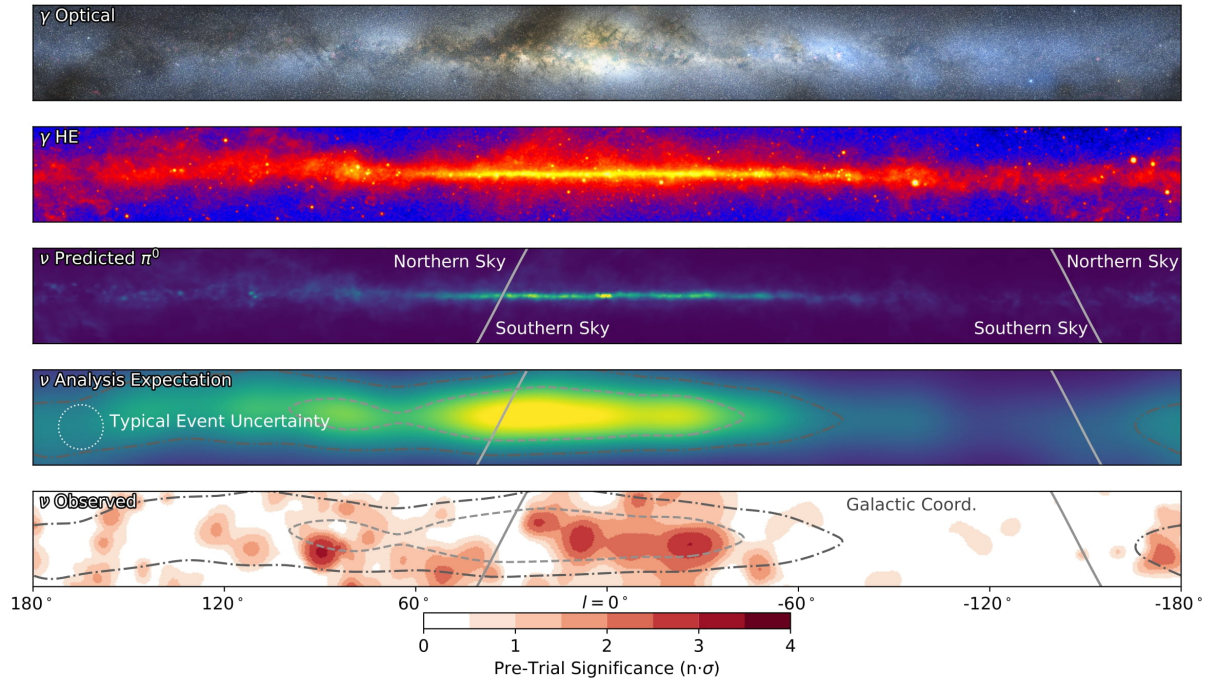 γ Optical
γ HE
ν Predicted π⁰
Northern Sky
Northern Sky
Southern Sky
Southern Sky
ν Analysis Expectation
Typical Event Uncertainty
ν Observed
Galactic Coord.
180° 120 60 l = 0° -60 -120 -180°
0 1 2 3 4
Pre-Trial Significance (n·σ)